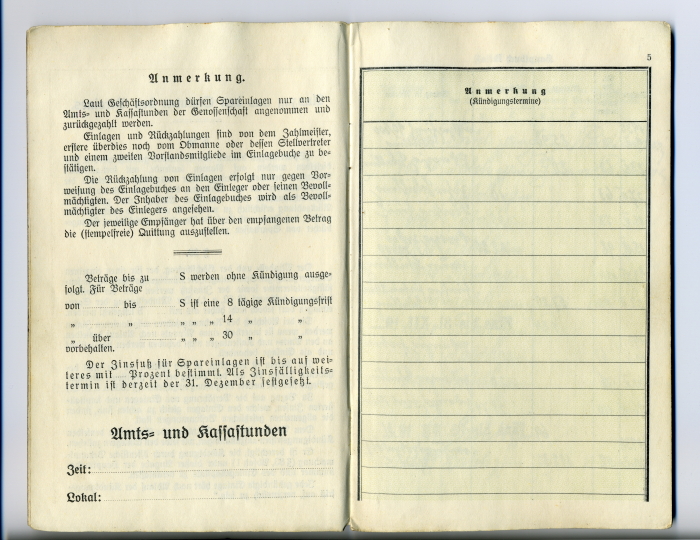 Anmerkung.
Laut Geschäftsordnung dürfen Spareinlagen nur an den
Amts- und Kassastunden der Genossenschaft angenommen und
zurückgezahlt werden.
Einlagen und Rückzahlungen sind von dem Zahlmeister,
erstere überdies noch vom Obmanne oder dessen Stellvertreter
und einem zweiten Vorstandsmitgliede im Einlagebuche zu be-
stätigen.
Die Rückzahlung von Einlagen erfolgt nur gegen Vor-
weisung des Einlagebuches an den Einleger oder seinen Bevoll-
mächtigten. Der Inhaber des Einlagebuches wird als Bevoll-
mächtigter des Einlegers angesehen.
Der jeweilige Empfänger hat über den empfangenen Betrag
die (stempelfreie) Quittung auszustellen.
Beträge bis zu S werden ohne Kündigung ausge-
folgt. Für Beträge
von bis S ist eine 8 tägige Kündigungsfrist
„ „ „ „ „ 14 „ „
„ über „ „ „ 30 „ „
vorbehalten.
Der Zinsfuß für Spareinlagen ist bis auf wei-
teres mit Prozent bestimmt. Als Zinsfälligkeits-
termin ist derzeit der 31. Dezember festgesetzt.
Amts- und Kassastunden
Zeit:
Lokal:
5
Anmerkung
(Kündigungstermine)